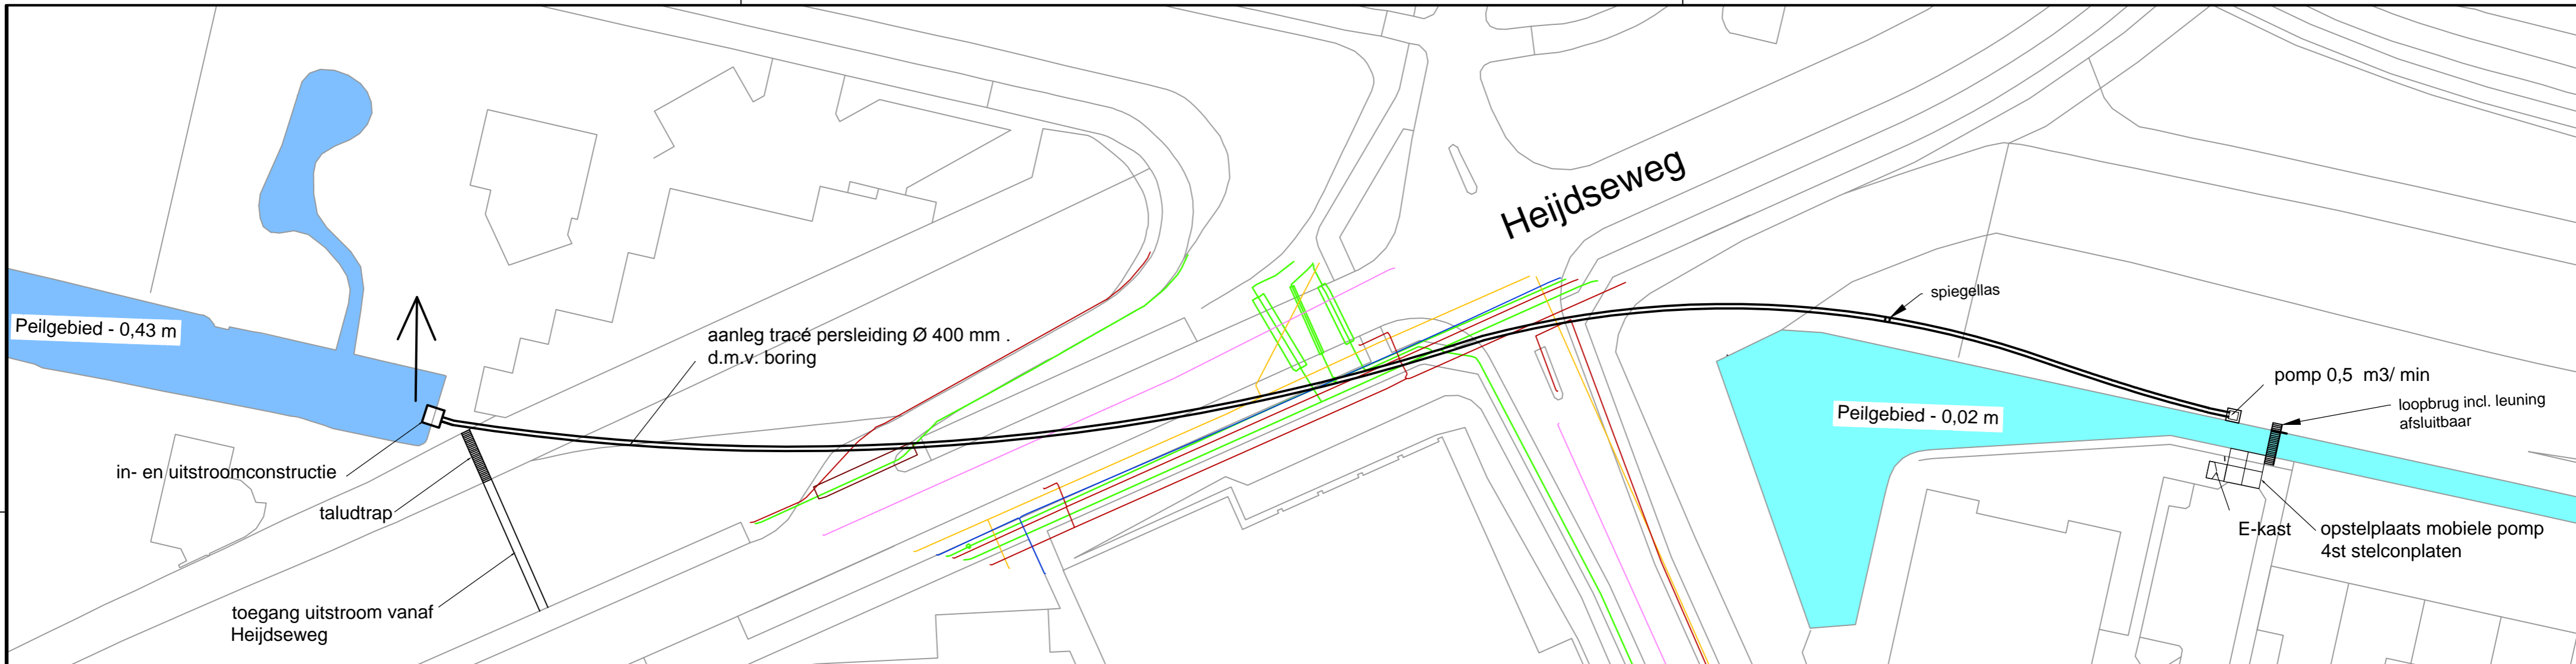 Heijdseweg
spiegellas
Peilgebied - 0,43 m
aanleg tracé persleiding Ø 400 mm .
d.m.v. boring
pomp 0,5 m3/ min
loopbrug incl. leuning
afsluitbaar
Peilgebied - 0,02 m
in- en uitstroomconstructie
taludtrap
E-kast
opstelplaats mobiele pomp
4st stelconplaten
toegang uitstroom vanaf
Heijdseweg